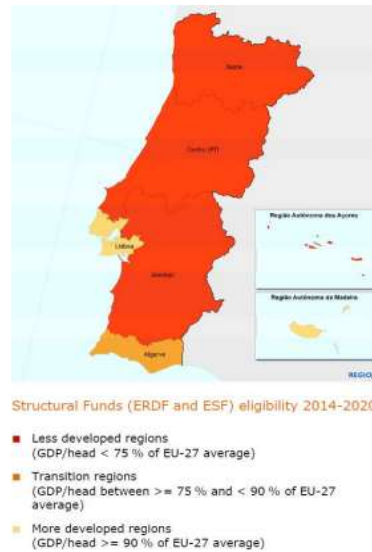 Norte
Centro (PT)
Lisboa
Alentejo
Algarve
Região Autónoma dos Açores
Região Autónoma da Madeira
REGIO
Structural Funds (ERDF and ESF) eligibility 2014-2020
Less developed regions
(GDP/head < 75 % of EU-27 average)
Transition regions
(GDP/head between >= 75 % and < 90 % of EU-27
average)
More developed regions
(GDP/head >= 90 % of EU-27 average)